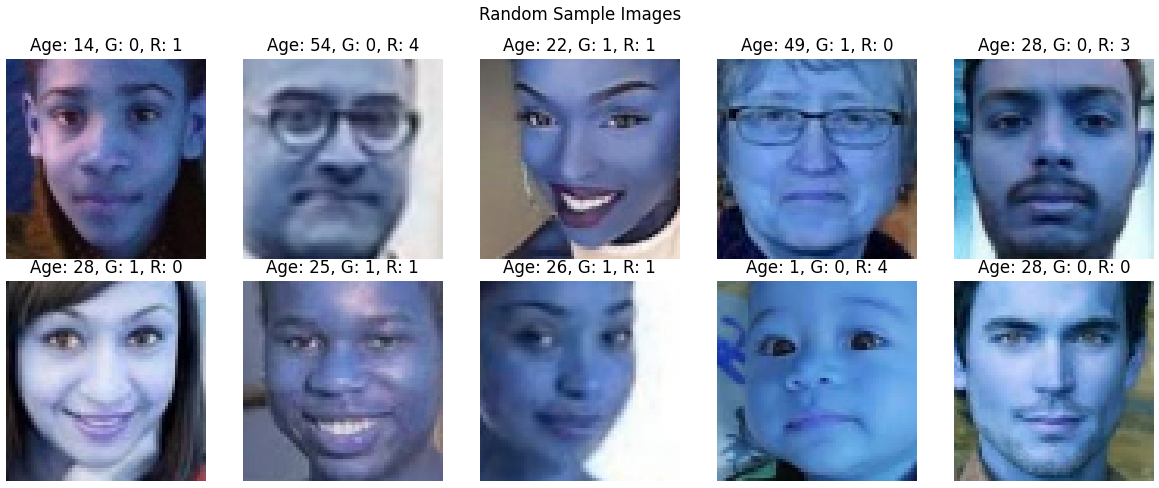 Random Sample Images
Age: 14, G: 0, R: 1
Age: 54, G: 0, R: 4
Age: 22, G: 1, R: 1
Age: 49, G: 1, R: 0
Age: 28, G: 0, R: 3
Age: 28, G: 1, R: 0
Age: 25, G: 1, R: 1
Age: 26, G: 1, R: 1
Age: 1, G: 0, R: 4
Age: 28, G: 0, R: 0